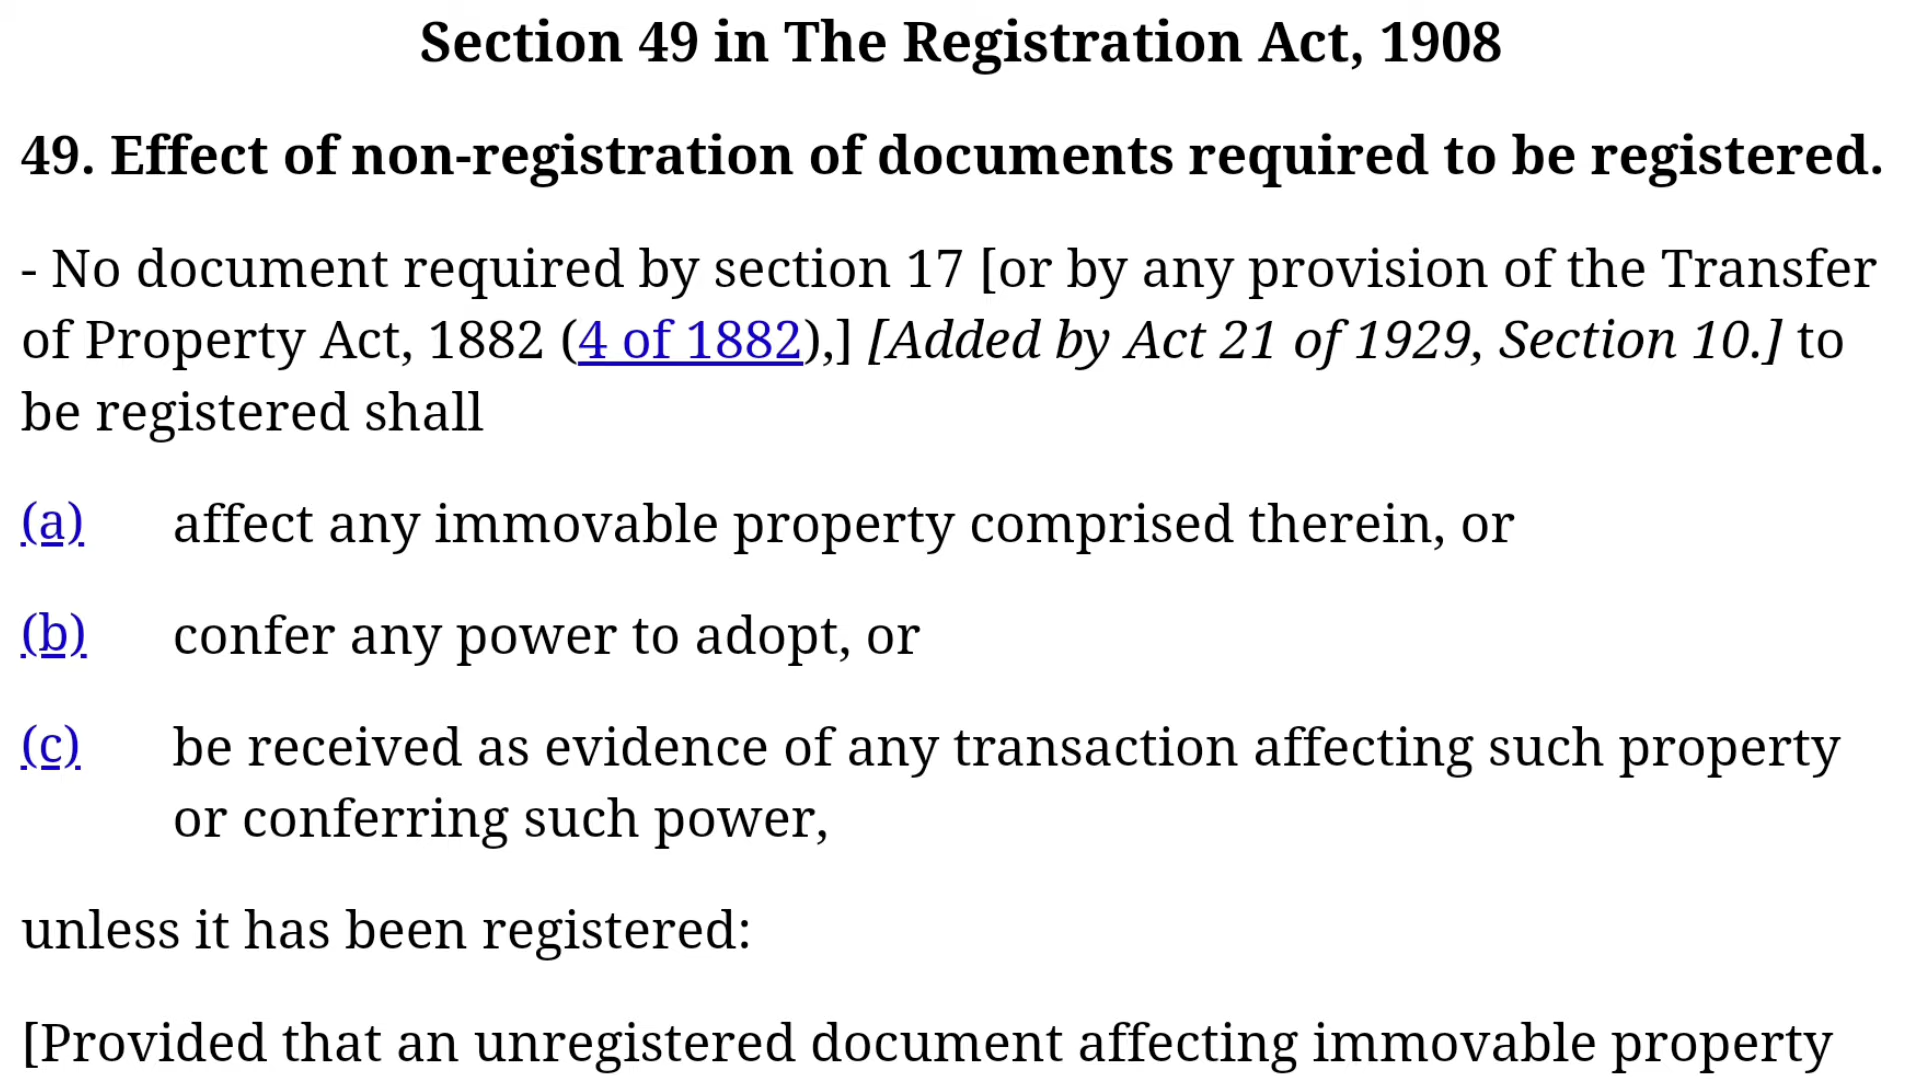 Section 49 in The Registration Act, 1908
49. Effect of non-registration of documents required to be registered.
- No document required by section 17 [or by any provision of the Transfer
of Property Act, 1882 (4 of 1882),] [Added by Act 21 of 1929, Section 10.] to
be registered shall
(a) affect any immovable property comprised therein, or
(b) confer any power to adopt, or
(c) be received as evidence of any transaction affecting such property
or conferring such power,
unless it has been registered:
[Provided that an unregistered document affecting immovable property